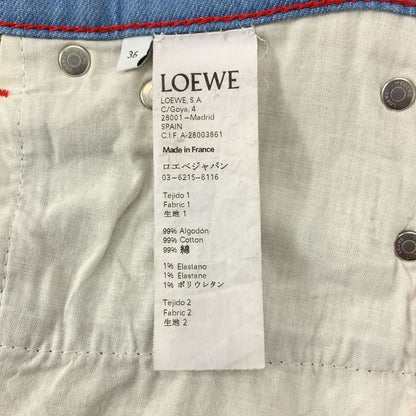 36
LOEWE
LOEWE, S.A.
C/Goya, 4
28001 –Madrid
SPAIN
C.I.F. A-28003861
Made in France
ロエベジャパン
03-6215-6116
Tejido 1
Fabric 1
生地 1
99% Algodón
99% Cotton
99% 綿
1% Elastano
1% Elastane
1% ポリウレタン
Tejido 2
Fabric 2
生地 2